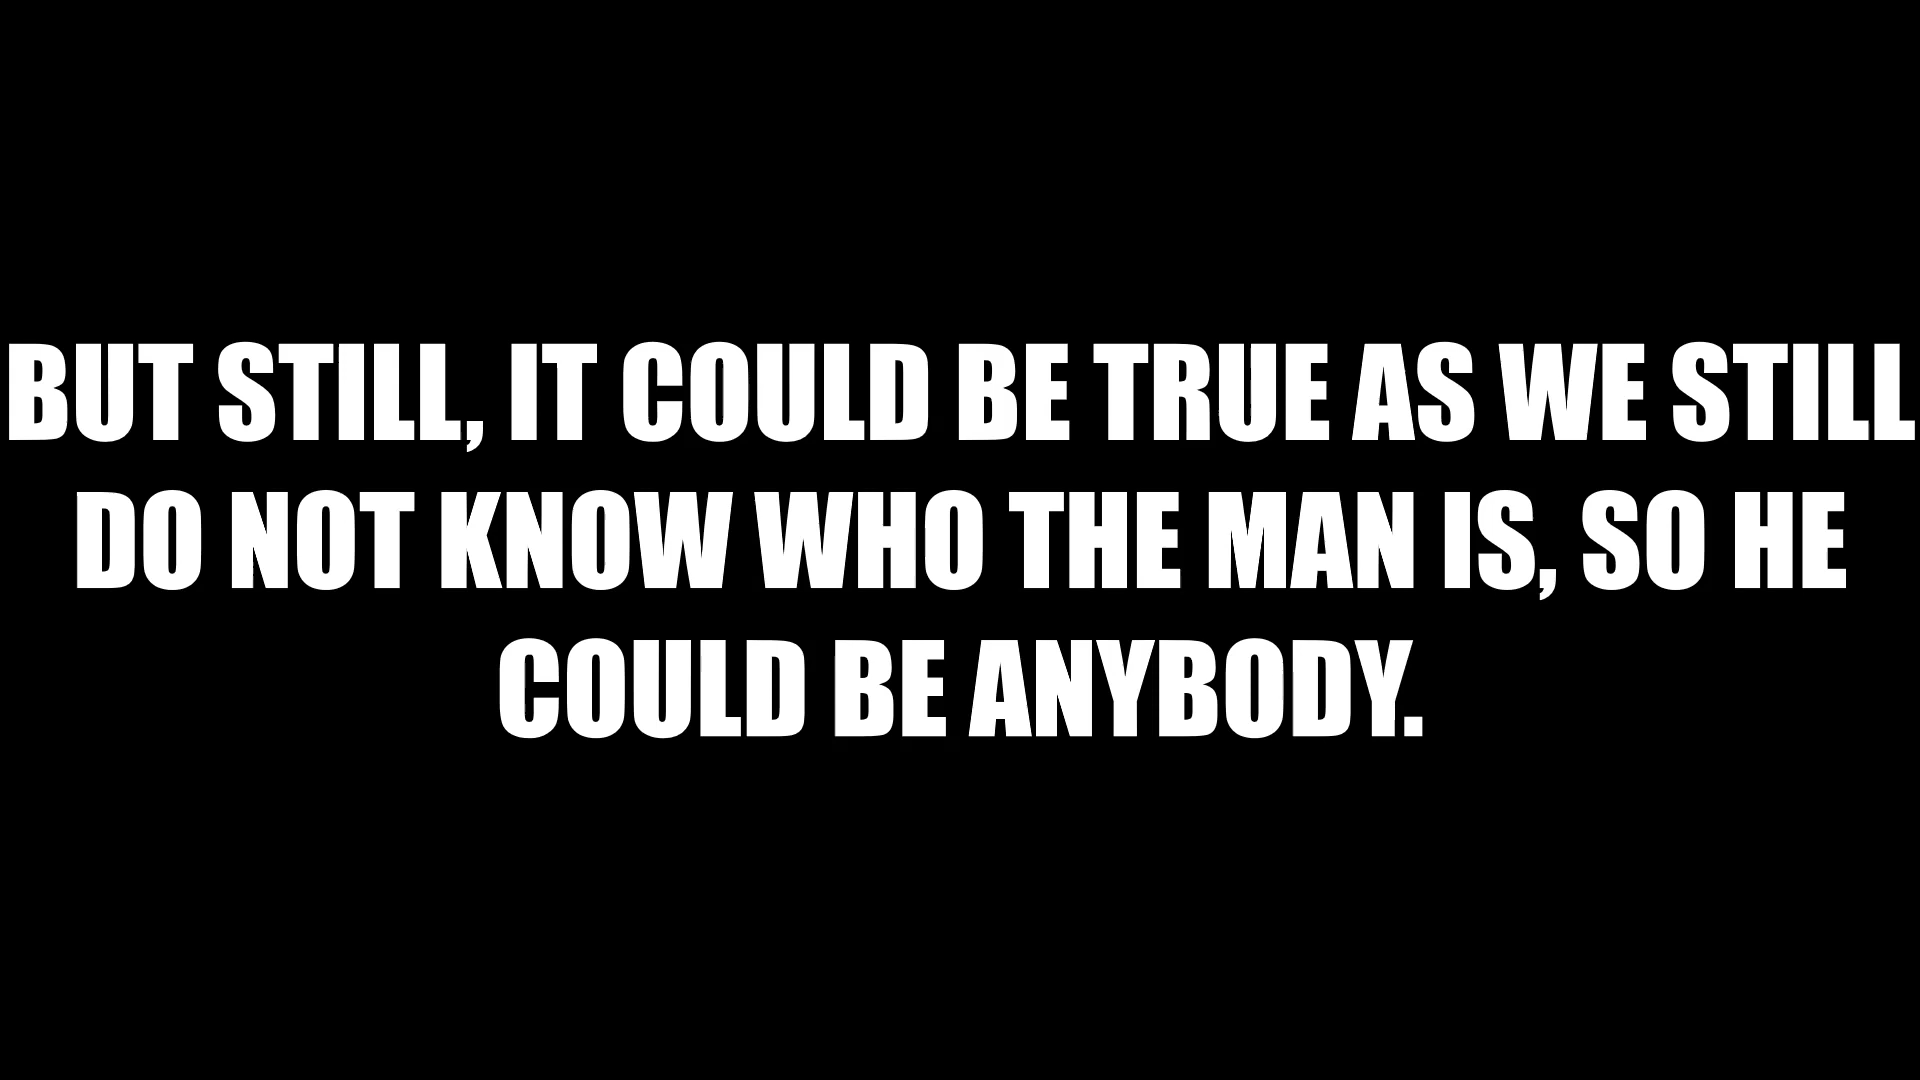 BUT STILL, IT COULD BE TRUE AS WE STILL
DO NOT KNOW WHO THE MAN IS, SO HE
COULD BE ANYBODY.